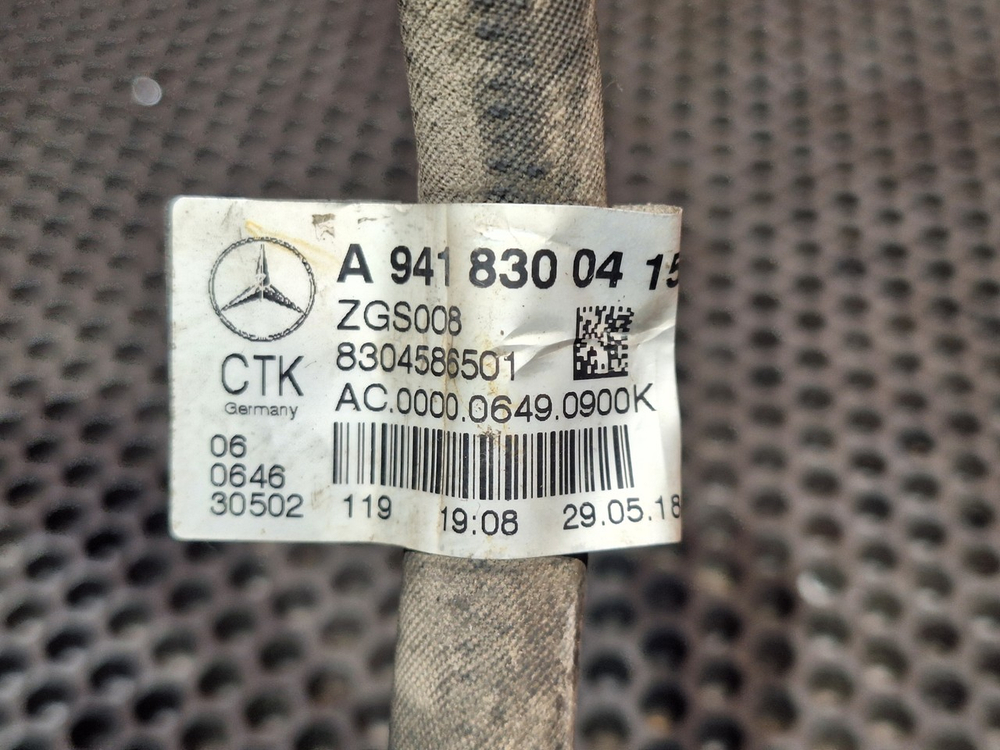 A 941 830 04 15
ZGS008
8304586501
AC.0000.0649.0900K
CTK
Germany
06
0646
30502
119 19:08 29.05.18